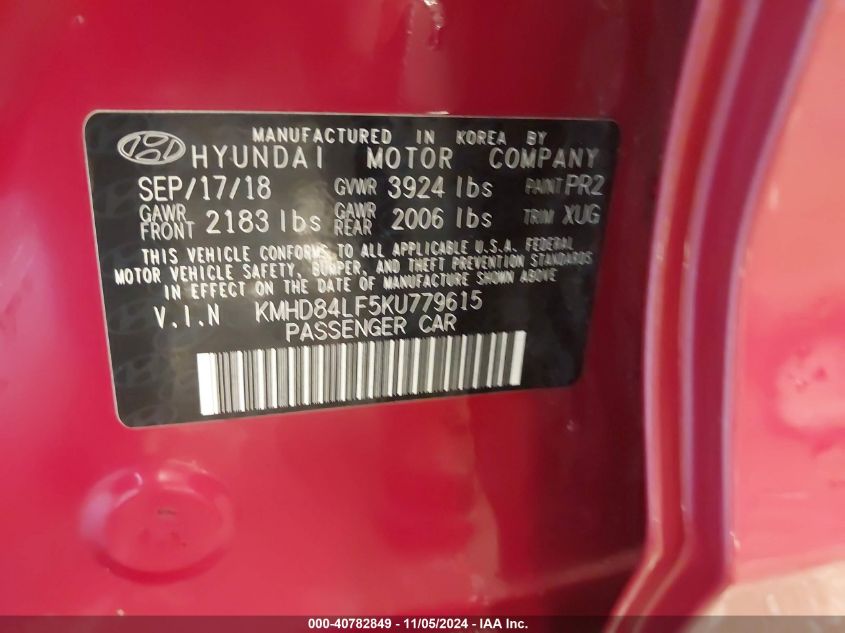 MANUFACTURED IN KOREA BY
HYUNDAI MOTOR COMPANY
SEP/17/18 GVWR 3924 lbs PAINT PR2
GAWR FRONT 2183 lbs GAWR REAR 2006 lbs TRIM XUG
THIS VEHICLE CONFORMS TO ALL APPLICABLE U.S.A. FEDERAL
MOTOR VEHICLE SAFETY, BUMPER, AND THEFT PREVENTION STANDARDS
IN EFFECT ON THE DATE OF MANUFACTURE SHOWN ABOVE
V.I.N KMHD84LF5KU779615
PASSENGER CAR
000-40782849 - 11/05/2024 - IAA Inc.